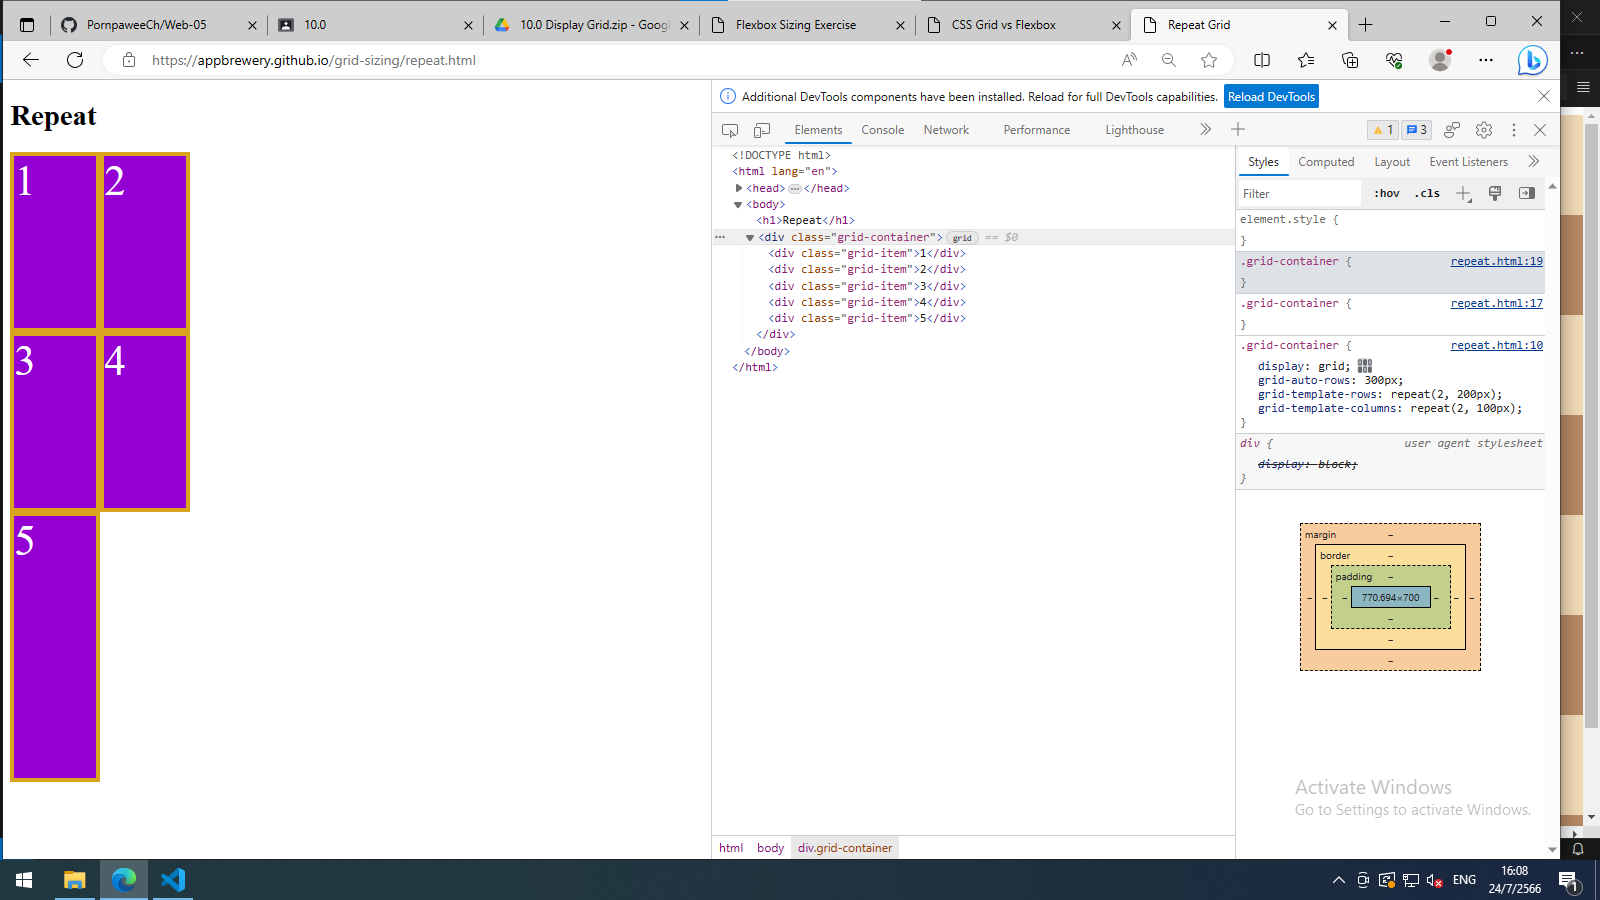 PornpaweeCh/Web-05
10.0
10.0 Display Grid.zip - Goog
Flexbox Sizing Exercise
CSS Grid vs Flexbox
Repeat Grid
https://appbrewery.github.io/grid-sizing/repeat.html
Repeat
1
2
3
4
5
Additional DevTools components have been installed. Reload for full DevTools capabilities.
Reload DevTools
Elements
Console
Network
Performance
Lighthouse
1
3
<!DOCTYPE html>
<html lang="en">
<head>…</head>
<body>
<h1>Repeat</h1>
<div class="grid-container"> grid == $0
<div class="grid-item">1</div>
<div class="grid-item">2</div>
<div class="grid-item">3</div>
<div class="grid-item">4</div>
<div class="grid-item">5</div>
</div>
</body>
</html>
html body div.grid-container
Styles
Computed
Layout
Event Listeners
Filter
:hov
.cls
element.style {
}
.grid-container { repeat.html:19
}
.grid-container { repeat.html:17
}
.grid-container { repeat.html:10
display: grid;
grid-auto-rows: 300px;
grid-template-rows: repeat(2, 200px);
grid-template-columns: repeat(2, 100px);
}
div { user agent stylesheet
display: block;
}
margin –
border –
padding –
– – – 770.694×700 – – –
–
–
–
Activate Windows
Go to Settings to activate Windows.
ENG
16:08
24/7/2566
1